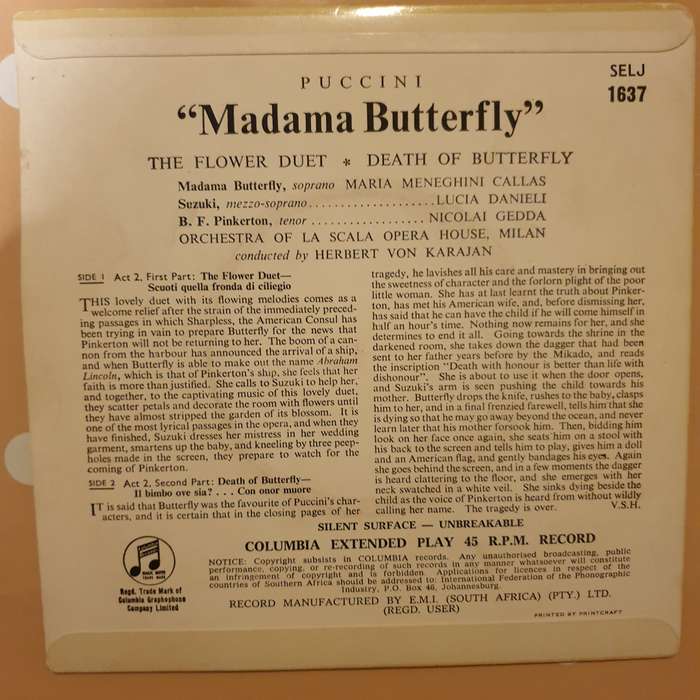 PUCCINI
SELJ
1637
“Madama Butterfly”
THE FLOWER DUET * DEATH OF BUTTERFLY
Madama Butterfly, soprano MARIA MENEGHINI CALLAS
Suzuki, mezzo-soprano....................LUCIA DANIELI
B. F. Pinkerton, tenor .................. NICOLAI GEDDA
ORCHESTRA OF LA SCALA OPERA HOUSE, MILAN
conducted by HERBERT VON KARAJAN
SIDE 1 Act 2, First Part: The Flower Duet—
Scuoti quella fronda di ciliegio
THIS lovely duet with its flowing melodies comes as a
welcome relief after the strain of the immediately preced-
ing passages in which Sharpless, the American Consul has
been trying in vain to prepare Butterfly for the news that
Pinkerton will not be returning to her. The boom of a can-
non from the harbour has announced the arrival of a ship,
and when Butterfly is able to make out the name Abraham
Lincoln, which is that of Pinkerton's ship, she feels that her
faith is more than justified. She calls to Suzuki to help her,
and together, to the captivating music of this lovely duet,
they scatter petals and decorate the room with flowers until
they have almost stripped the garden of its blossom. It is
one of the most lyrical passages in the opera, and when they
have finished, Suzuki dresses her mistress in her wedding
garment, smartens up the baby, and kneeling by three peep-
holes made in the screen, they prepare to watch for the
coming of Pinkerton.
SIDE 2 Act 2, Second Part: Death of Butterfly—
Il bimbo ove sia? . . . Con onor muore
IT is said that Butterfly was the favourite of Puccini's char-
acters, and it is certain that in the closing pages of her
tragedy, he lavishes all his care and mastery in bringing out
the sweetness of character and the forlorn plight of the poor
little woman. She has at last learnt the truth about Pinker-
ton, has met his American wife, and, before dismissing her,
has said that he can have the child if he will come himself in
half an hour's time. Nothing now remains for her, and she
determines to end it all. Going towards the shrine in the
darkened room, she takes down the dagger that had been
sent to her father years before by the Mikado, and reads
the inscription "Death with honour is better than life with
dishonour". She is about to use it when the door opens,
and Suzuki's arm is seen pushing the child towards his
mother. Butterfly drops the knife, rushes to the baby, clasps
him to her, and in a final frenzied farewell, tells him that she
is dying so that he may go away beyond the ocean, and never
learn later that his mother forsook him. Then, bidding him
look on her face once again, she seats him on a stool with
his back to the screen and tells him to play, gives him a doll
and an American flag, and gently bandages his eyes. Again
she goes behind the screen, and in a few moments the dagger
is heard clattering to the floor, and she emerges with her
neck swatched in a white veil. She sinks dying beside the
child as the voice of Pinkerton is heard from without wildly
calling her name. The tragedy is over. V.S.H.
SILENT SURFACE — UNBREAKABLE
COLUMBIA EXTENDED PLAY 45 R.P.M. RECORD
NOTICE: Copyright subsists in COLUMBIA records. Any unauthorised broadcasting, public
performance, copying, or re-recording of such records in any manner whatsoever will constitute
an infringement of copyright and is forbidden. Applications for licences in respect of the
countries of Southern Africa should be addressed to: International Federation of the Phonographic
Industry, P.O. Box 46, Johannesburg.
RECORD MANUFACTURED BY E.M.I. (SOUTH AFRICA) (PTY.) LTD.
(REGD. USER)
MAGIC NOTES
TRADE MARK
Regd. Trade Mark of
Columbia Graphophone
Company Limited
PRINTED BY PRINTCRAFT